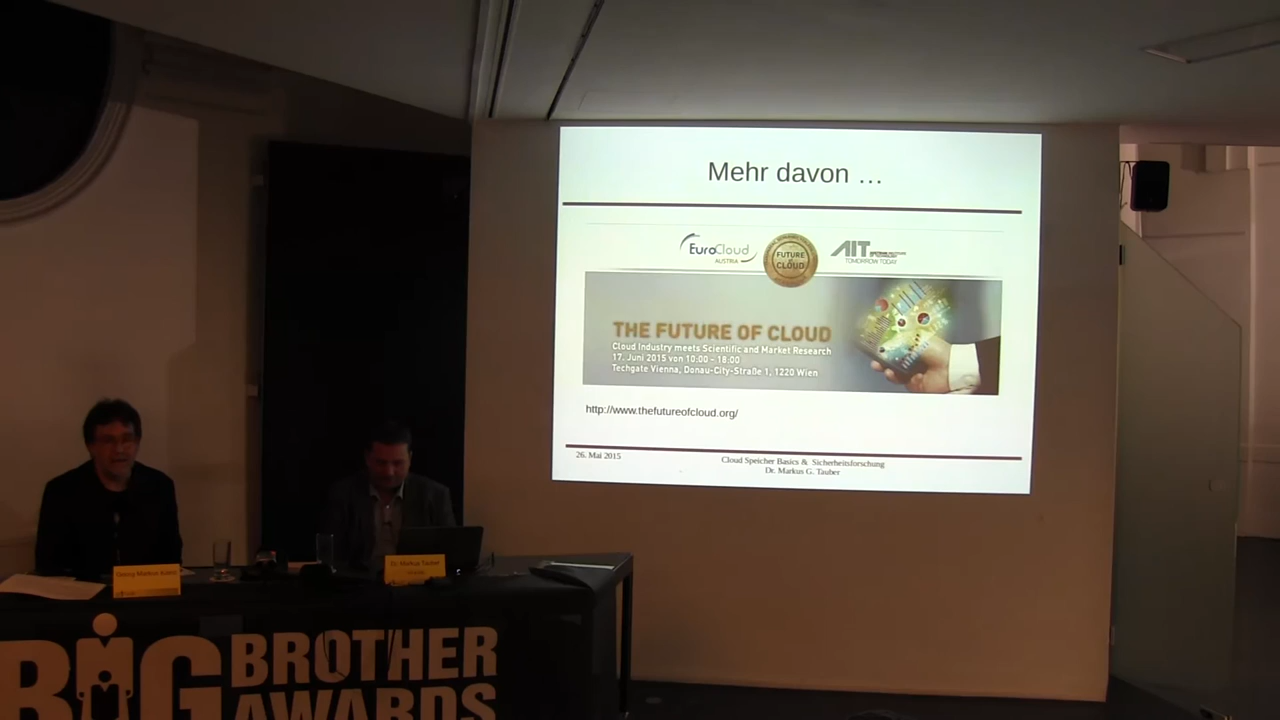 Mehr davon …
EuroCloud
AUSTRIA
FUTURE
of
CLOUD
AIT
TOMORROW TODAY
THE FUTURE OF CLOUD
Cloud Industry meets Scientific and Market Research
17. Juni 2015 von 10:00 - 18:00
Techgate Vienna, Donau-City-Straße 1, 1220 Wien
http://www.thefutureofcloud.org/
26. Mai 2015
Cloud Speicher Basics & Sicherheitsforschung
Dr. Markus G. Tauber
Dr. Markus Tauber
BIG
BROTHER
AWARDS